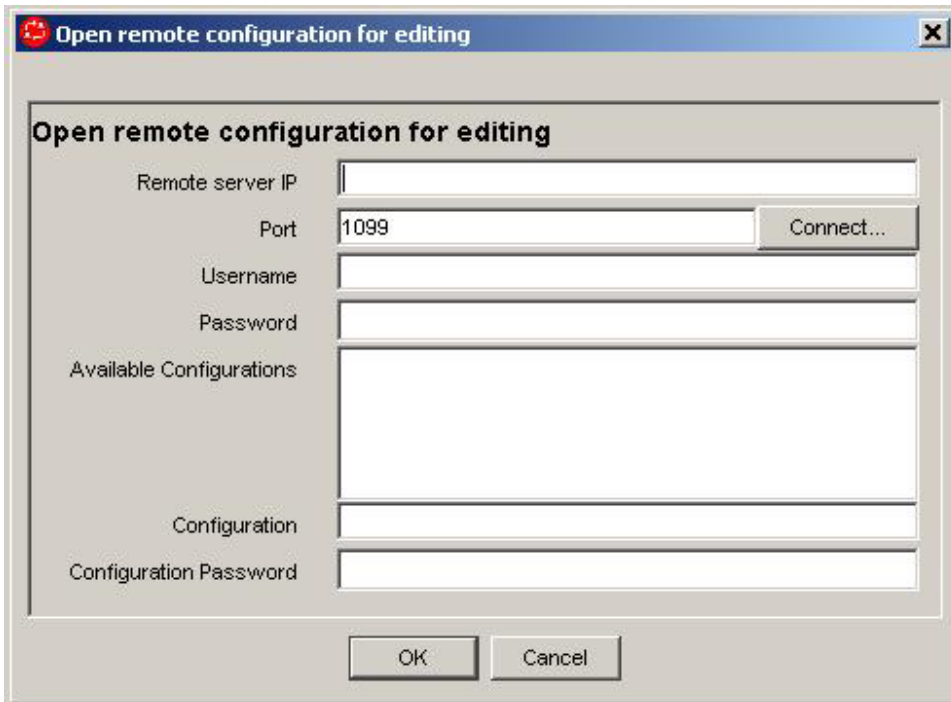 Open remote configuration for editing
Open remote configuration for editing
Remote server IP
Port 1099 Connect...
Username
Password
Available Configurations
Configuration
Configuration Password
OK Cancel